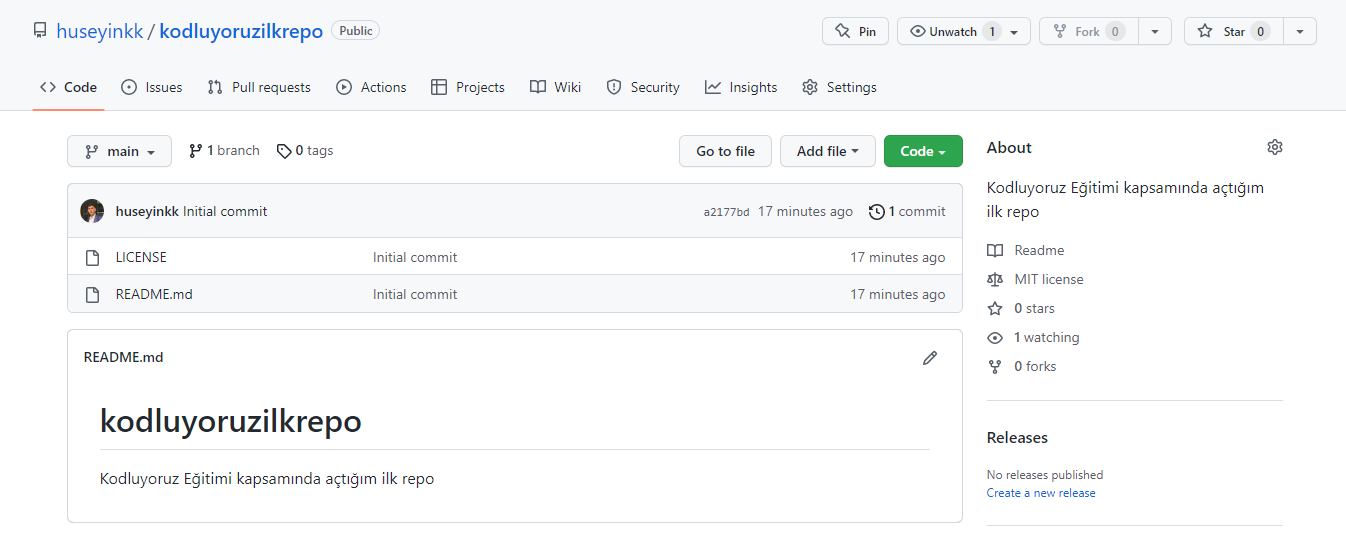 huseyinkk / kodluyoruzilkrepo Public Pin Unwatch 1 Fork 0 Star 0
Code Issues Pull requests Actions Projects Wiki Security Insights Settings
main 1 branch 0 tags Go to file Add file Code
huseyinkk Initial commit a2177bd 17 minutes ago 1 commit
LICENSE Initial commit 17 minutes ago
README.md Initial commit 17 minutes ago
README.md
kodluyoruzilkrepo
Kodluyoruz Eğitimi kapsamında açtığım ilk repo
About
Kodluyoruz Eğitimi kapsamında açtığım
ilk repo
Readme
MIT license
0 stars
1 watching
0 forks
Releases
No releases published
Create a new release